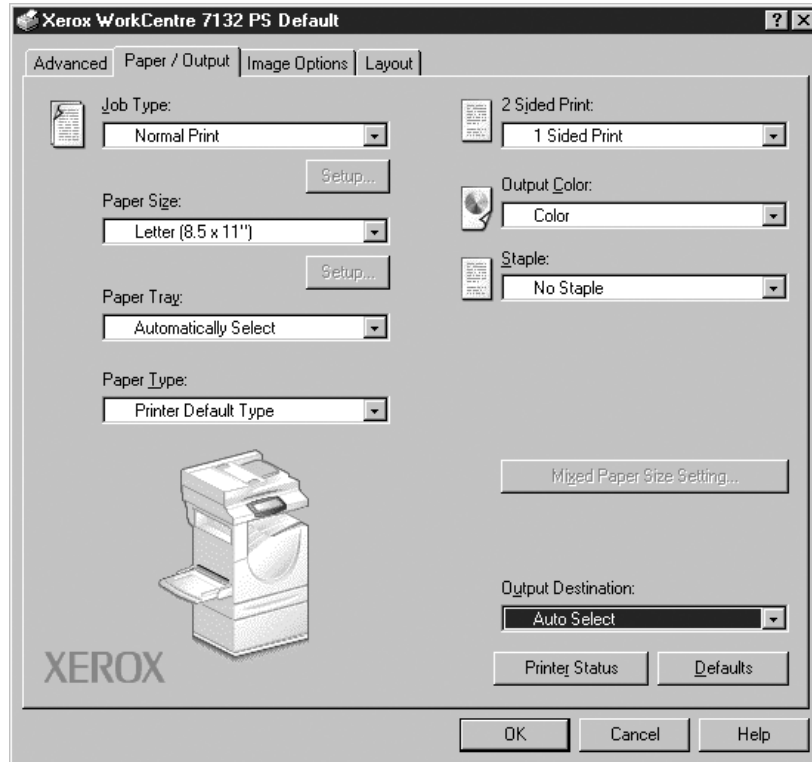 Xerox WorkCentre 7132 PS Default
Advanced
Paper / Output
Image Options
Layout
Job Type:
Normal Print
Setup...
Paper Size:
Letter (8.5 x 11")
Setup...
Paper Tray:
Automatically Select
Paper Type:
Printer Default Type
XEROX
2 Sided Print:
1 Sided Print
Output Color:
Color
Staple:
No Staple
Mixed Paper Size Setting...
Output Destination:
Auto Select
Printer Status
Defaults
OK
Cancel
Help